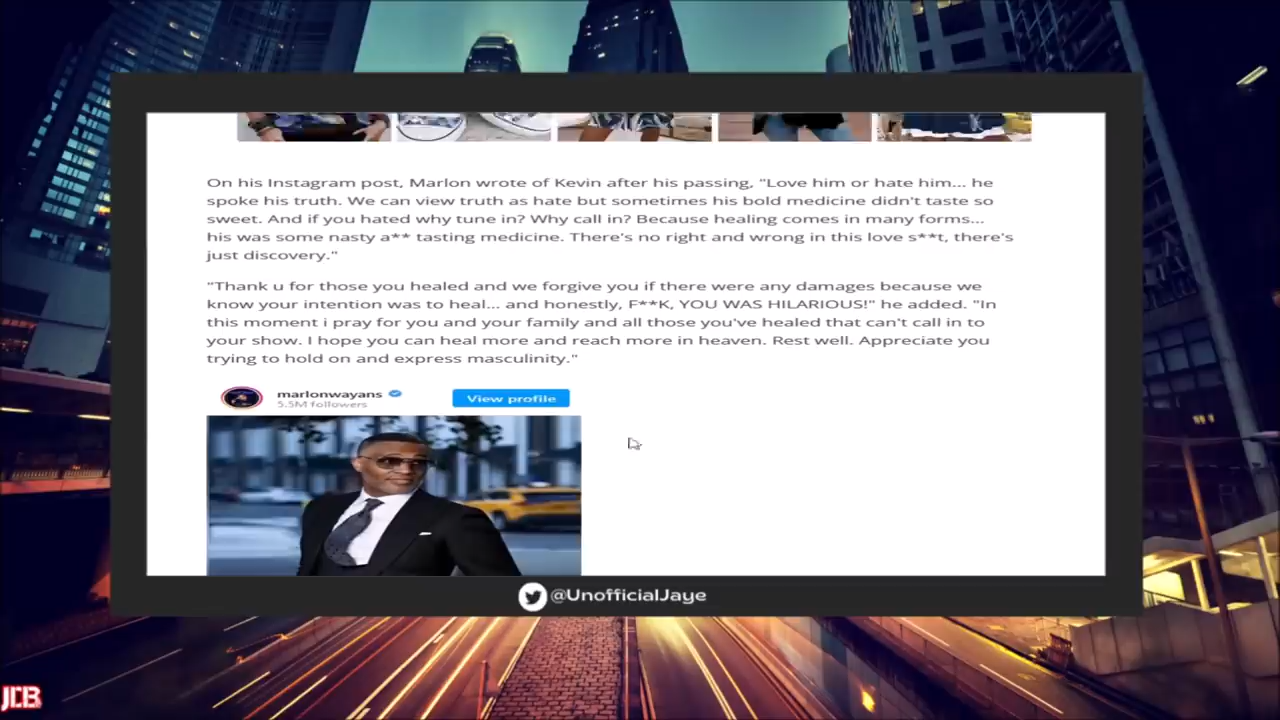 On his Instagram post, Marlon wrote of Kevin after his passing, "Love him or hate him... he
spoke his truth. We can view truth as hate but sometimes his bold medicine didn't taste so
sweet. And if you hated why tune in? Why call in? Because healing comes in many forms...
his was some nasty a** tasting medicine. There's no right and wrong in this love s**t, there's
just discovery."
"Thank u for those you healed and we forgive you if there were any damages because we
know your intention was to heal... and honestly, F**K, YOU WAS HILARIOUS!" he added. "In
this moment i pray for you and your family and all those you've healed that can't call in to
your show. I hope you can heal more and reach more in heaven. Rest well. Appreciate you
trying to hold on and express masculinity."
marlonwayans
5.5M followers
View profile
@UnofficialJaye
JCB